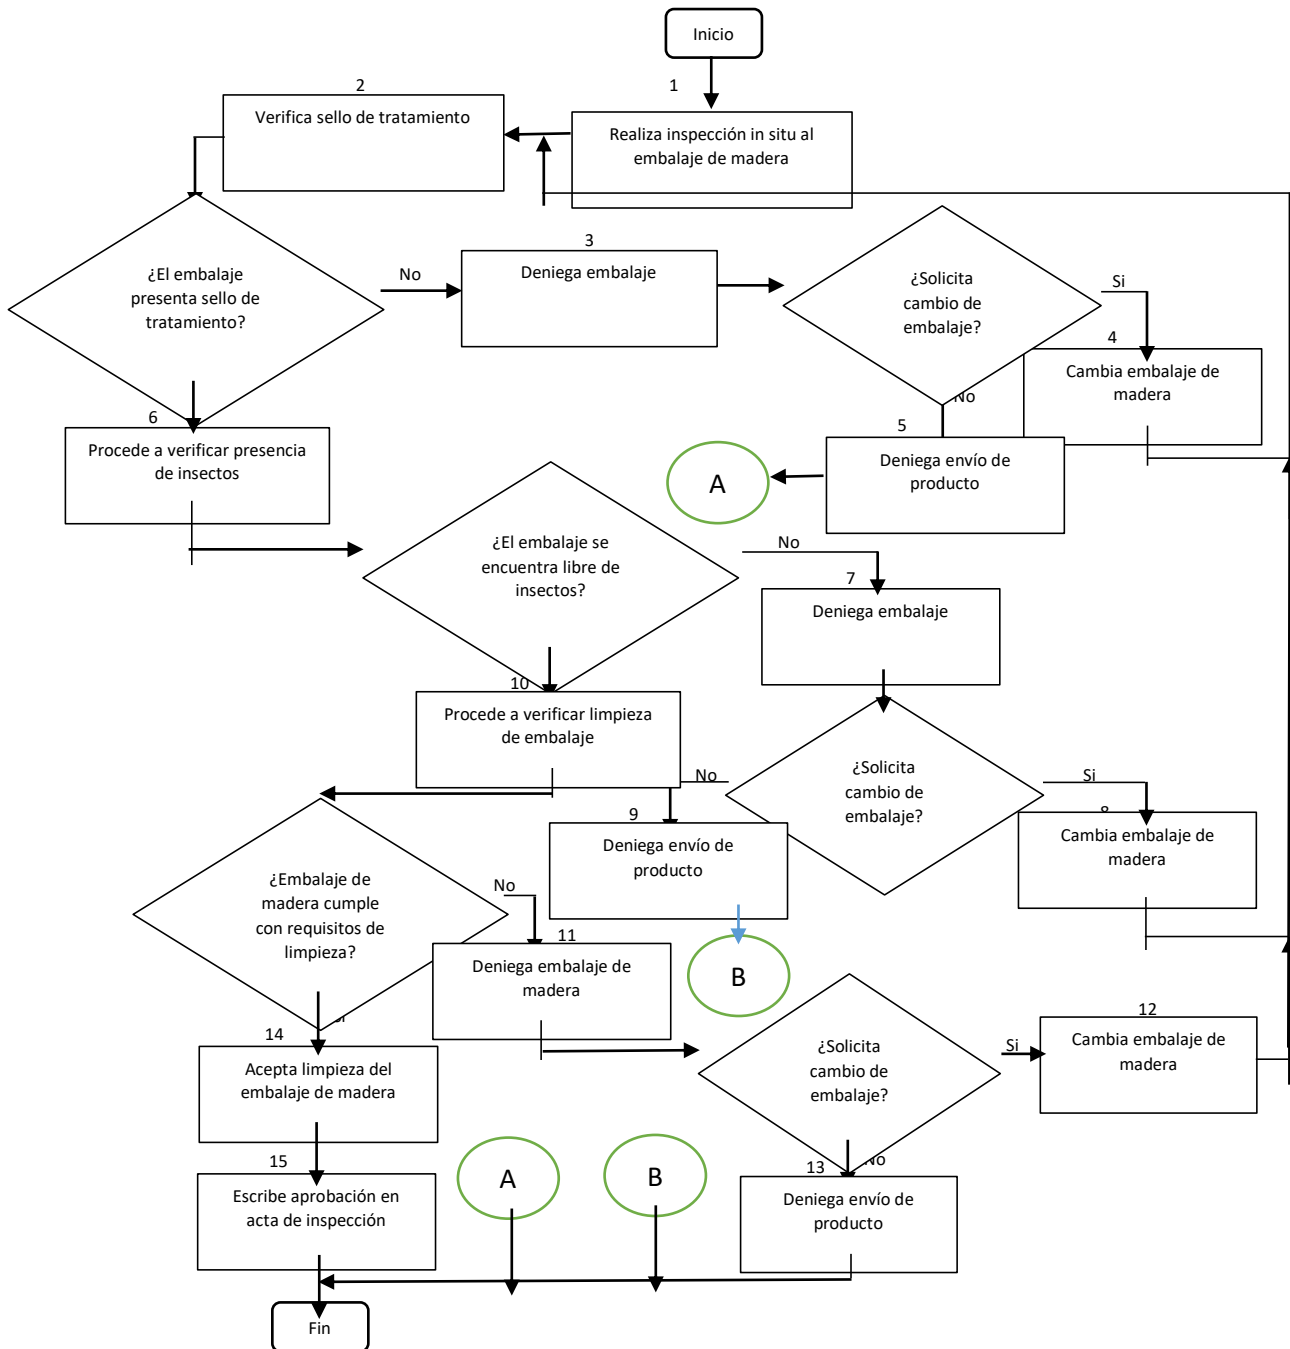 Inicio
1
Realiza inspección in situ al
embalaje de madera
2
Verifica sello de tratamiento
¿El embalaje
presenta sello de
tratamiento?
No
3
Deniega embalaje
¿Solicita
cambio de
embalaje?
Si
4
Cambia embalaje de
madera
No
5
Deniega envío de
producto
A
6
Procede a verificar presencia
de insectos
¿El embalaje se
encuentra libre de
insectos?
No
7
Deniega embalaje
10
Procede a verificar limpieza
de embalaje
¿Solicita
cambio de
embalaje?
No
Si
8
Cambia embalaje de
madera
9
Deniega envío de
producto
B
¿Embalaje de
madera cumple
con requisitos de
limpieza?
No
11
Deniega embalaje de
madera
¿Solicita
cambio de
embalaje?
Si
12
Cambia embalaje de
madera
14
Acepta limpieza del
embalaje de madera
No
13
Deniega envío de
producto
15
Escribe aprobación en
acta de inspección
A
B
Fin